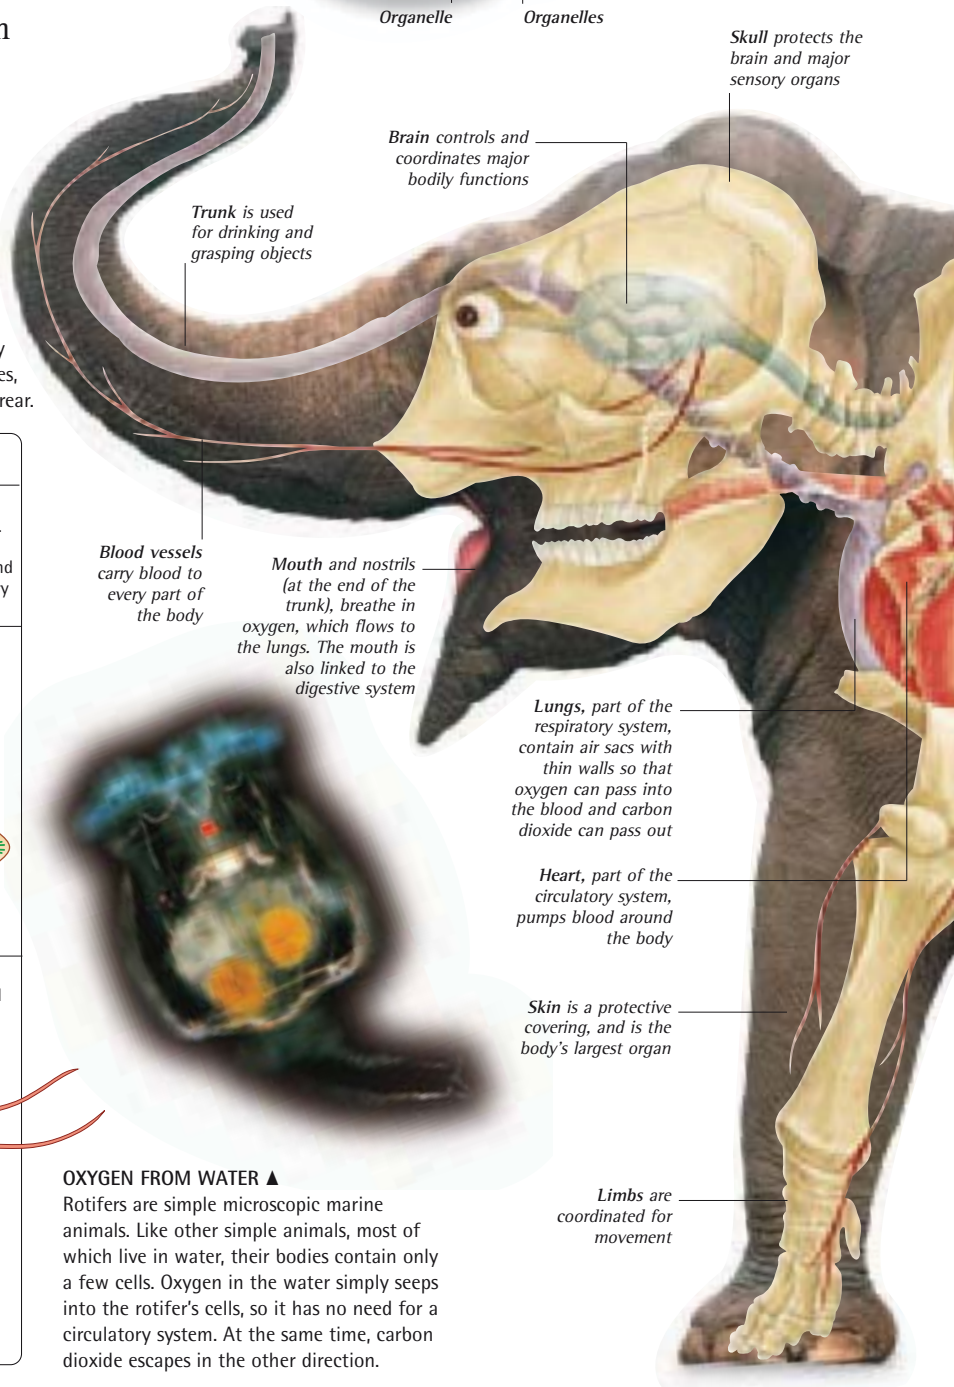 Organelle
Organelles
Skull protects the
brain and major
sensory organs
Brain controls and
coordinates major
bodily functions
Trunk is used
for drinking and
grasping objects
rear.
Blood vessels
carry blood to
every part of
the body
Mouth and nostrils
(at the end of the
trunk), breathe in
oxygen, which flows to
the lungs. The mouth is
also linked to the
digestive system
Lungs, part of the
respiratory system,
contain air sacs with
thin walls so that
oxygen can pass into
the blood and carbon
dioxide can pass out
Heart, part of the
circulatory system,
pumps blood around
the body
Skin is a protective
covering, and is the
body's largest organ
Limbs are
coordinated for
movement
OXYGEN FROM WATER ▲
Rotifers are simple microscopic marine
animals. Like other simple animals, most of
which live in water, their bodies contain only
a few cells. Oxygen in the water simply seeps
into the rotifer's cells, so it has no need for a
circulatory system. At the same time, carbon
dioxide escapes in the other direction.